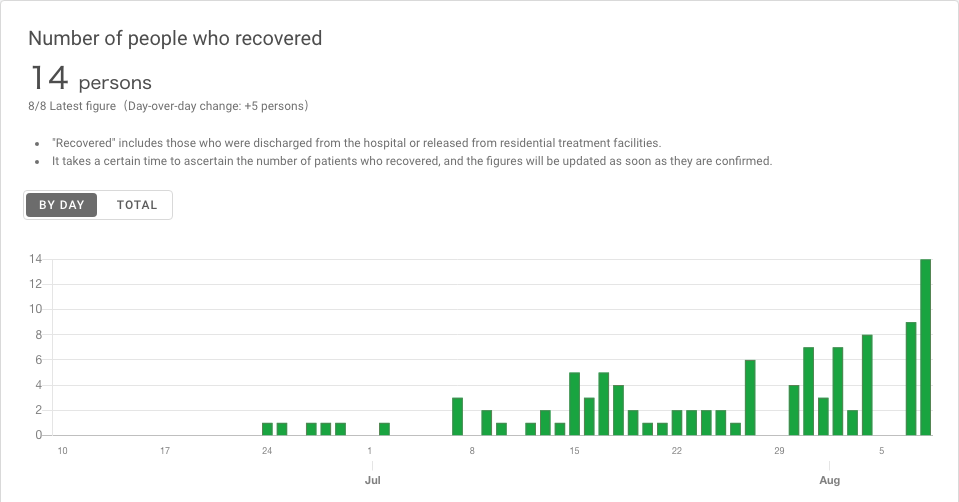 Number of people who recovered
14 persons
8/8 Latest figure（Day-over-day change: +5 persons）
"Recovered" includes those who were discharged from the hospital or released from residential treatment facilities.
It takes a certain time to ascertain the number of patients who recovered, and the figures will be updated as soon as they are confirmed.
BY DAY TOTAL
14
12
10
8
6
4
2
0
10 17 24 1 8 15 22 29 5
Jul Aug